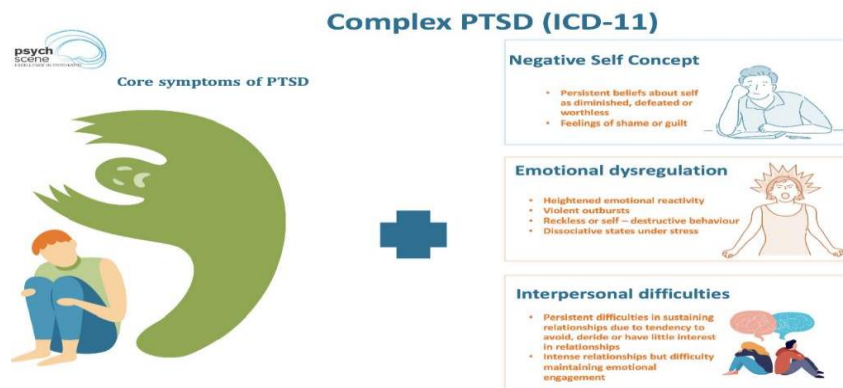 Complex PTSD (ICD-11)
psych
scene
Core symptoms of PTSD
Negative Self Concept
• Persistent beliefs about self
as diminished, defeated or
worthless
• Feelings of shame or guilt
Emotional dysregulation
• Heightened emotional reactivity
• Violent outbursts
• Reckless or self – destructive behaviour
• Dissociative states under stress
Interpersonal difficulties
• Persistent difficulties in sustaining
relationships due to tendency to
avoid, deride or have little interest
in relationships
• Intense relationships but difficulty
maintaining emotional
engagement